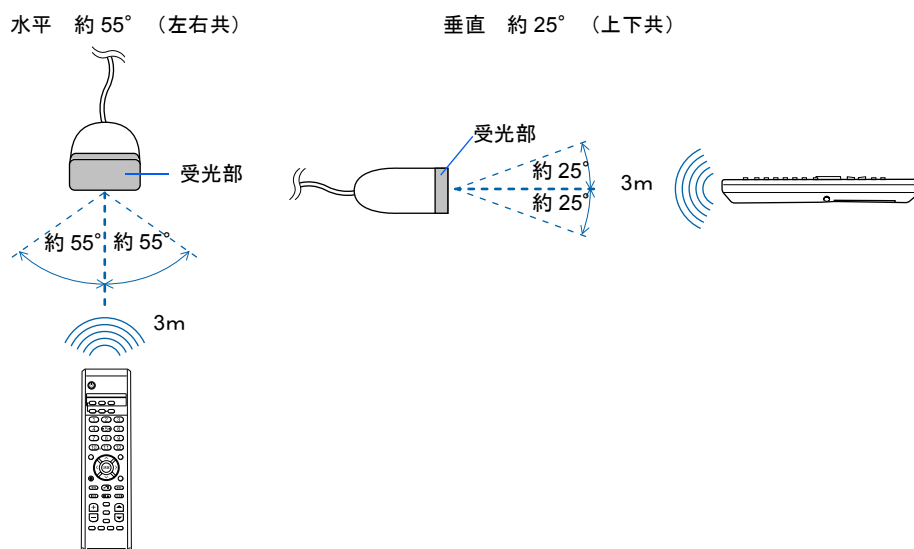 水平　約 55°　（左右共）
受光部
約 55°
約 55°
3m
垂直　約 25°　（上下共）
受光部
約 25°
約 25°
3m